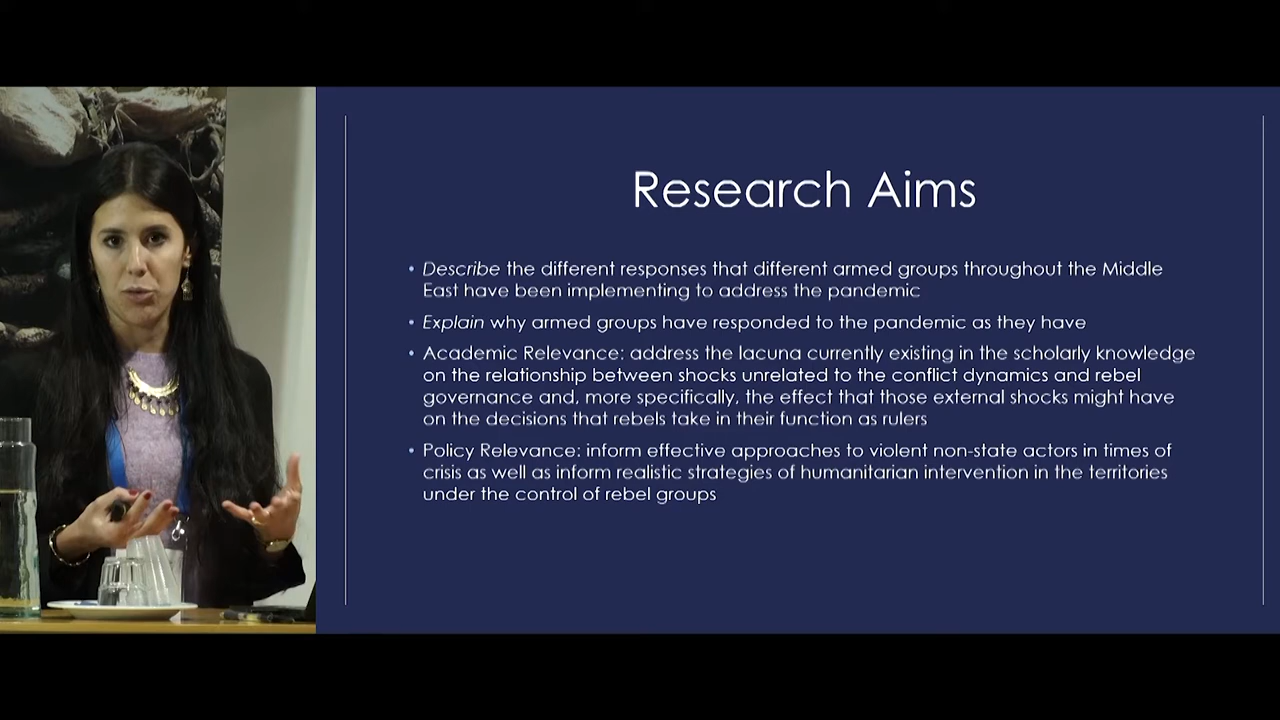 Research Aims
• Describe the different responses that different armed groups throughout the Middle
East have been implementing to address the pandemic
• Explain why armed groups have responded to the pandemic as they have
• Academic Relevance: address the lacuna currently existing in the scholarly knowledge
on the relationship between shocks unrelated to the conflict dynamics and rebel
governance and, more specifically, the effect that those external shocks might have
on the decisions that rebels take in their function as rulers
• Policy Relevance: inform effective approaches to violent non-state actors in times of
crisis as well as inform realistic strategies of humanitarian intervention in the territories
under the control of rebel groups